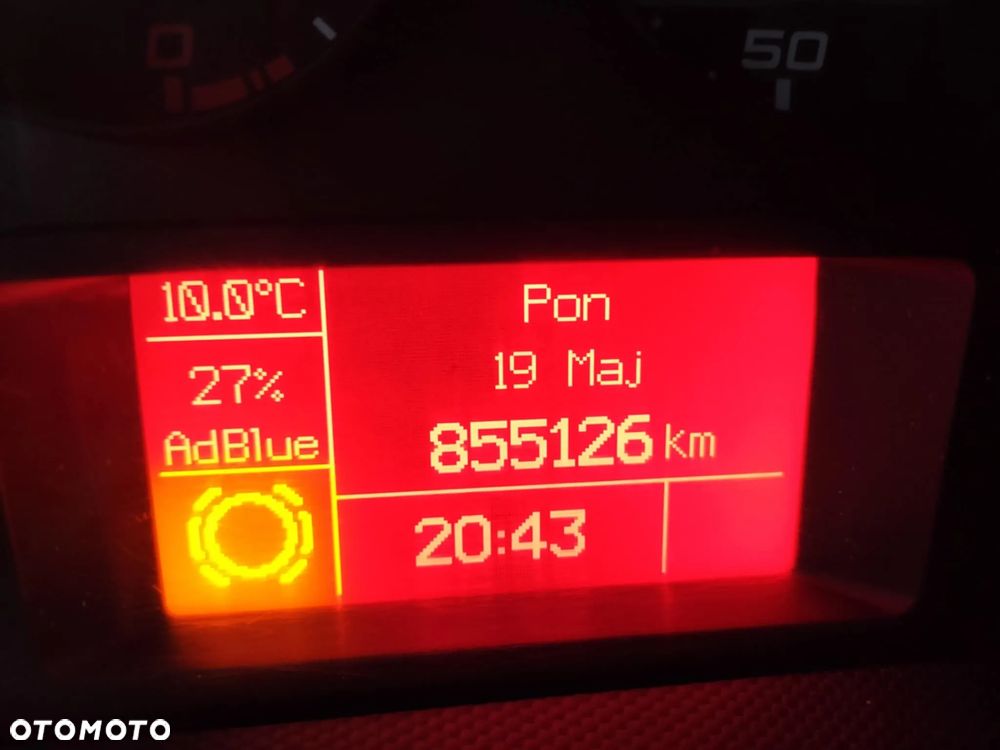 0
50
10.0°C
Pon
27%
19 Maj
AdBlue
855126 km
20:43
OTOMOTO